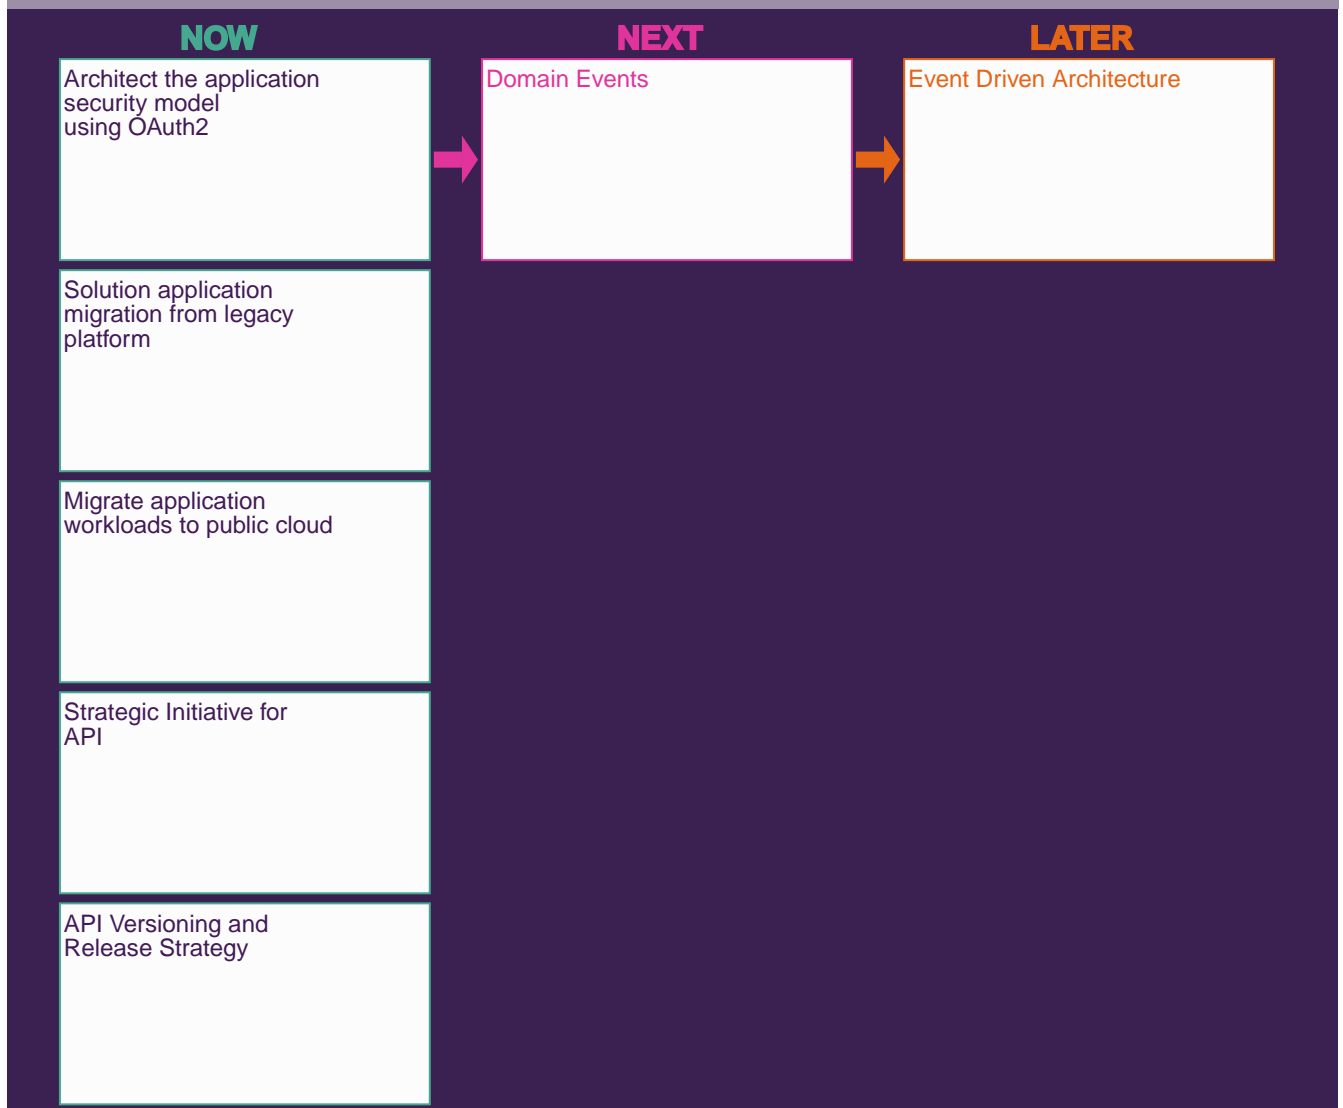 NOW
NEXT
LATER
Architect the application
security model
using OAuth2
Domain Events
Event Driven Architecture
Solution application
migration from legacy
platform
Migrate application
workloads to public cloud
Strategic Initiative for
API
API Versioning and
Release Strategy